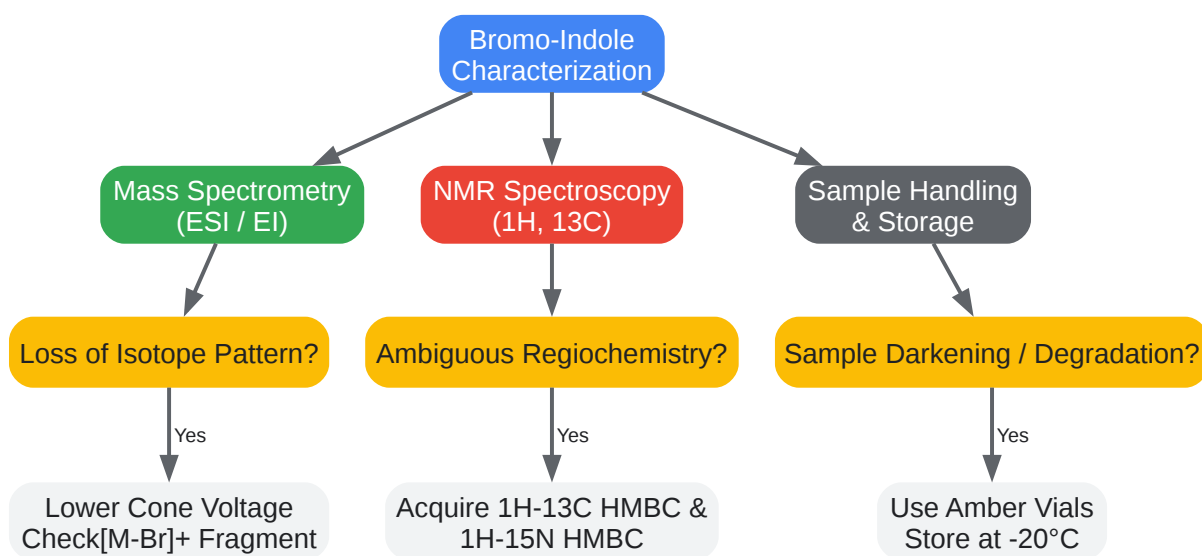 Bromo-Indole
Characterization
Mass Spectrometry
(ESI / EI)
NMR Spectroscopy
(1H, 13C)
Sample Handling
& Storage
Loss of Isotope Pattern?
Ambiguous Regiochemistry?
Sample Darkening / Degradation?
Yes
Yes
Yes
Lower Cone Voltage
Check[M-Br]+ Fragment
Acquire 1H-13C HMBC &
1H-15N HMBC
Use Amber Vials
Store at -20°C